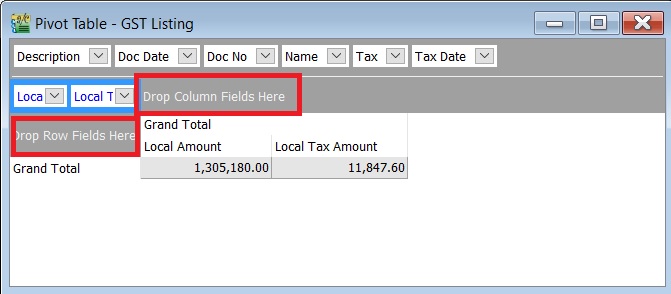 Pivot Table - GST Listing
Description Doc Date Doc No Name Tax Tax Date
Loca Local T Drop Column Fields Here
Drop Row Fields Here Grand Total
Local Amount Local Tax Amount
Grand Total 1,305,180.00 11,847.60